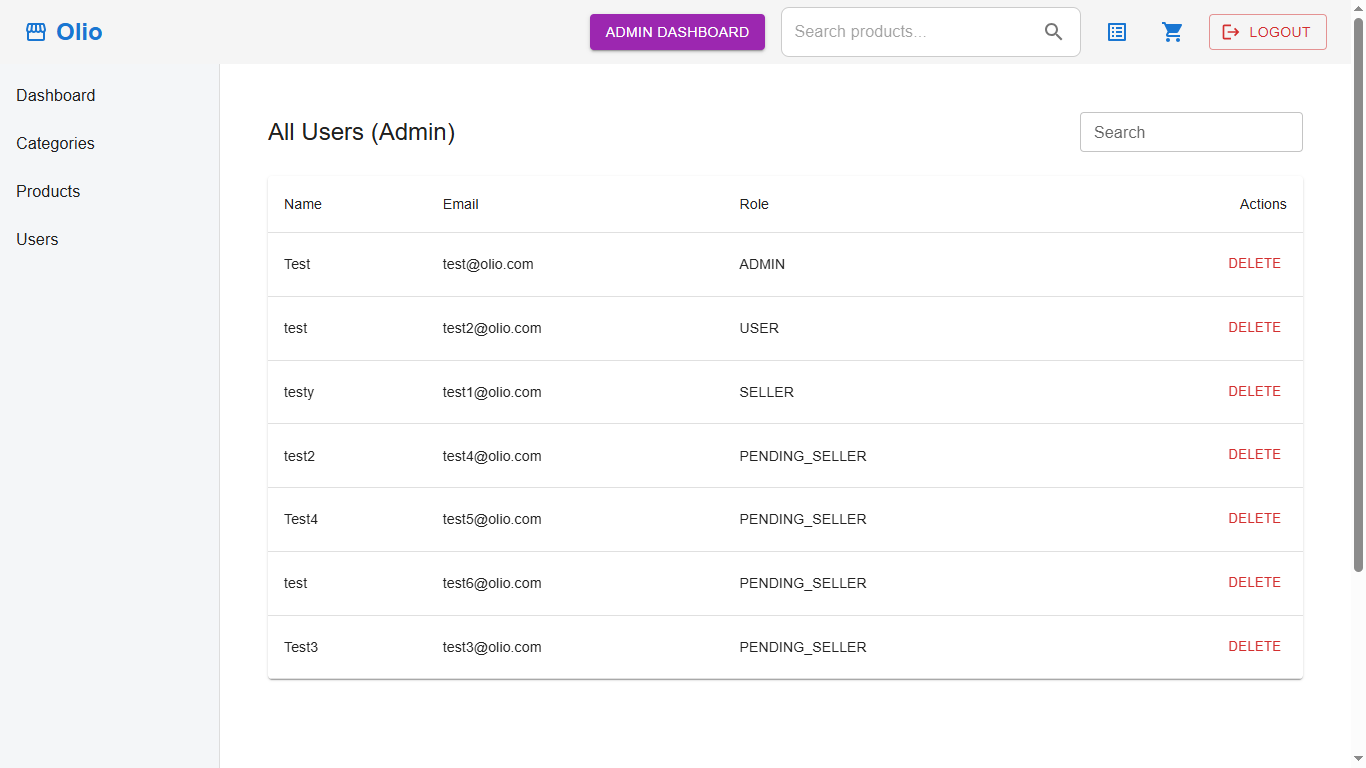 Olio
ADMIN DASHBOARD
Search products...
LOGOUT
Dashboard
Categories
Products
Users
All Users (Admin)
Search
Name Email Role Actions
Test test@olio.com ADMIN DELETE
test test2@olio.com USER DELETE
testy test1@olio.com SELLER DELETE
test2 test4@olio.com PENDING_SELLER DELETE
Test4 test5@olio.com PENDING_SELLER DELETE
test test6@olio.com PENDING_SELLER DELETE
Test3 test3@olio.com PENDING_SELLER DELETE